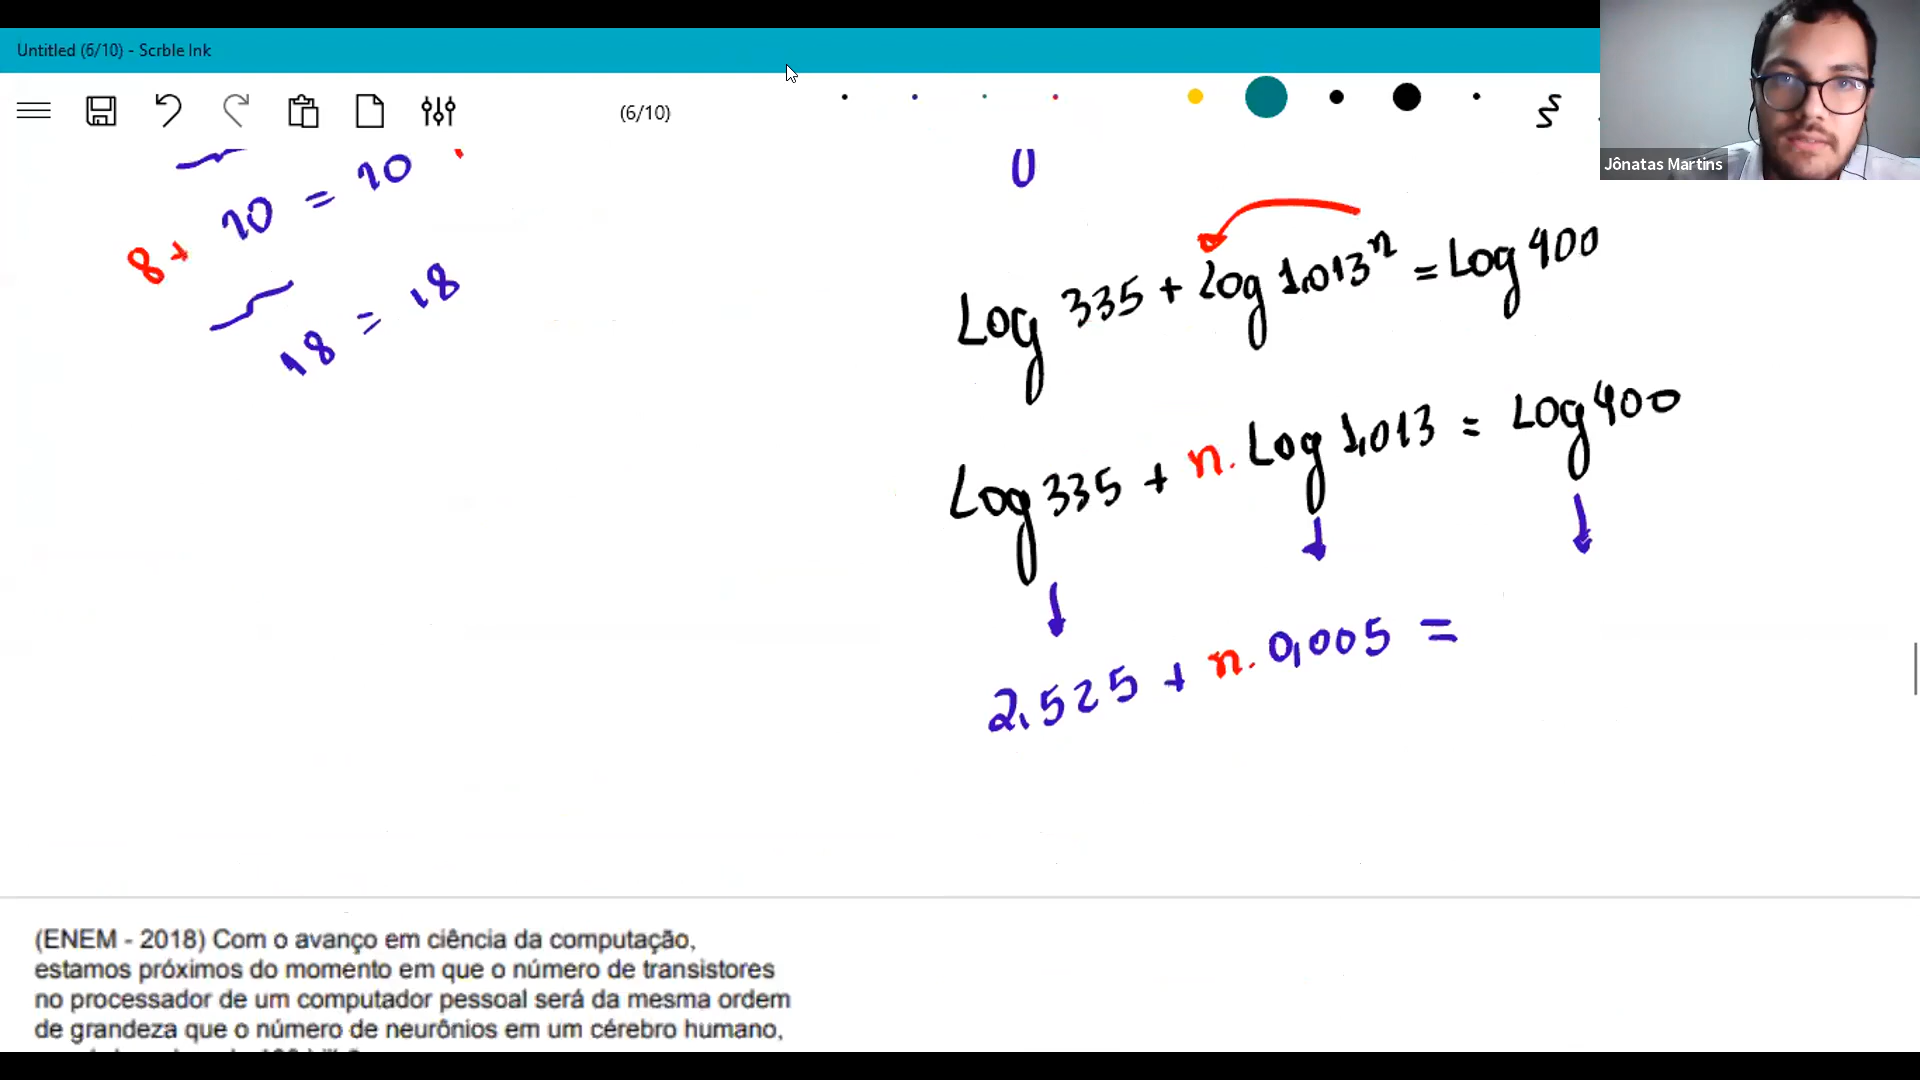 Untitled (6/10) - Scrble Ink
(6/10)
Jônatas Martins
8+ 10 = 10
18 = 18
0
Log 335 + Log 1,013ⁿ = Log 400
Log 335 + n. Log 1,013 = Log 400
2,525 + n. 0,005 =
(ENEM - 2018) Com o avanço em ciência da computação,
estamos próximos do momento em que o número de transistores
no processador de um computador pessoal será da mesma ordem
de grandeza que o número de neurônios em um cérebro humano,